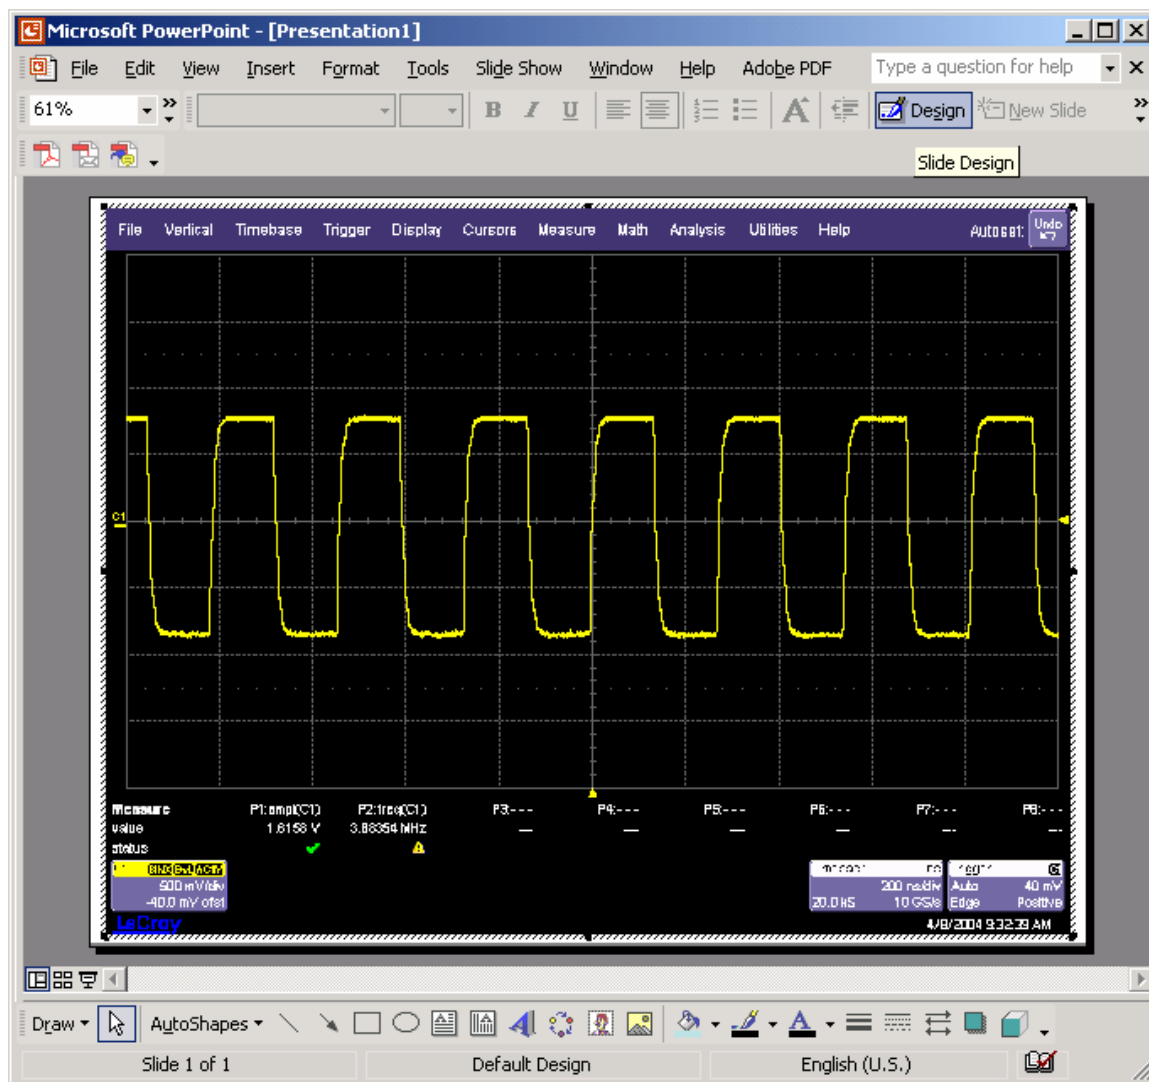 Microsoft PowerPoint - [Presentation1]
File Edit View Insert Format Tools Slide Show Window Help Adobe PDF Type a question for help
61% B I U A Design New Slide
Slide Design
File Vertical Timebase Trigger Display Cursors Measure Math Analysis Utilities Help Autoset: Undo
C1
Measure P1:ampl(C1) P2:freq(C1) P3:--- P4:--- P5:--- P6:--- P7:--- P8:---
value 1.6158 V
status
500 mV/div 200 ns/div Auto 40 mV
-40.0 mV ofst 20.0 kS 10 GS/s Edge Positive
LeCroy 4/8/2004 9:32:39 AM
Draw AutoShapes A
Slide 1 of 1 Default Design English (U.S.)